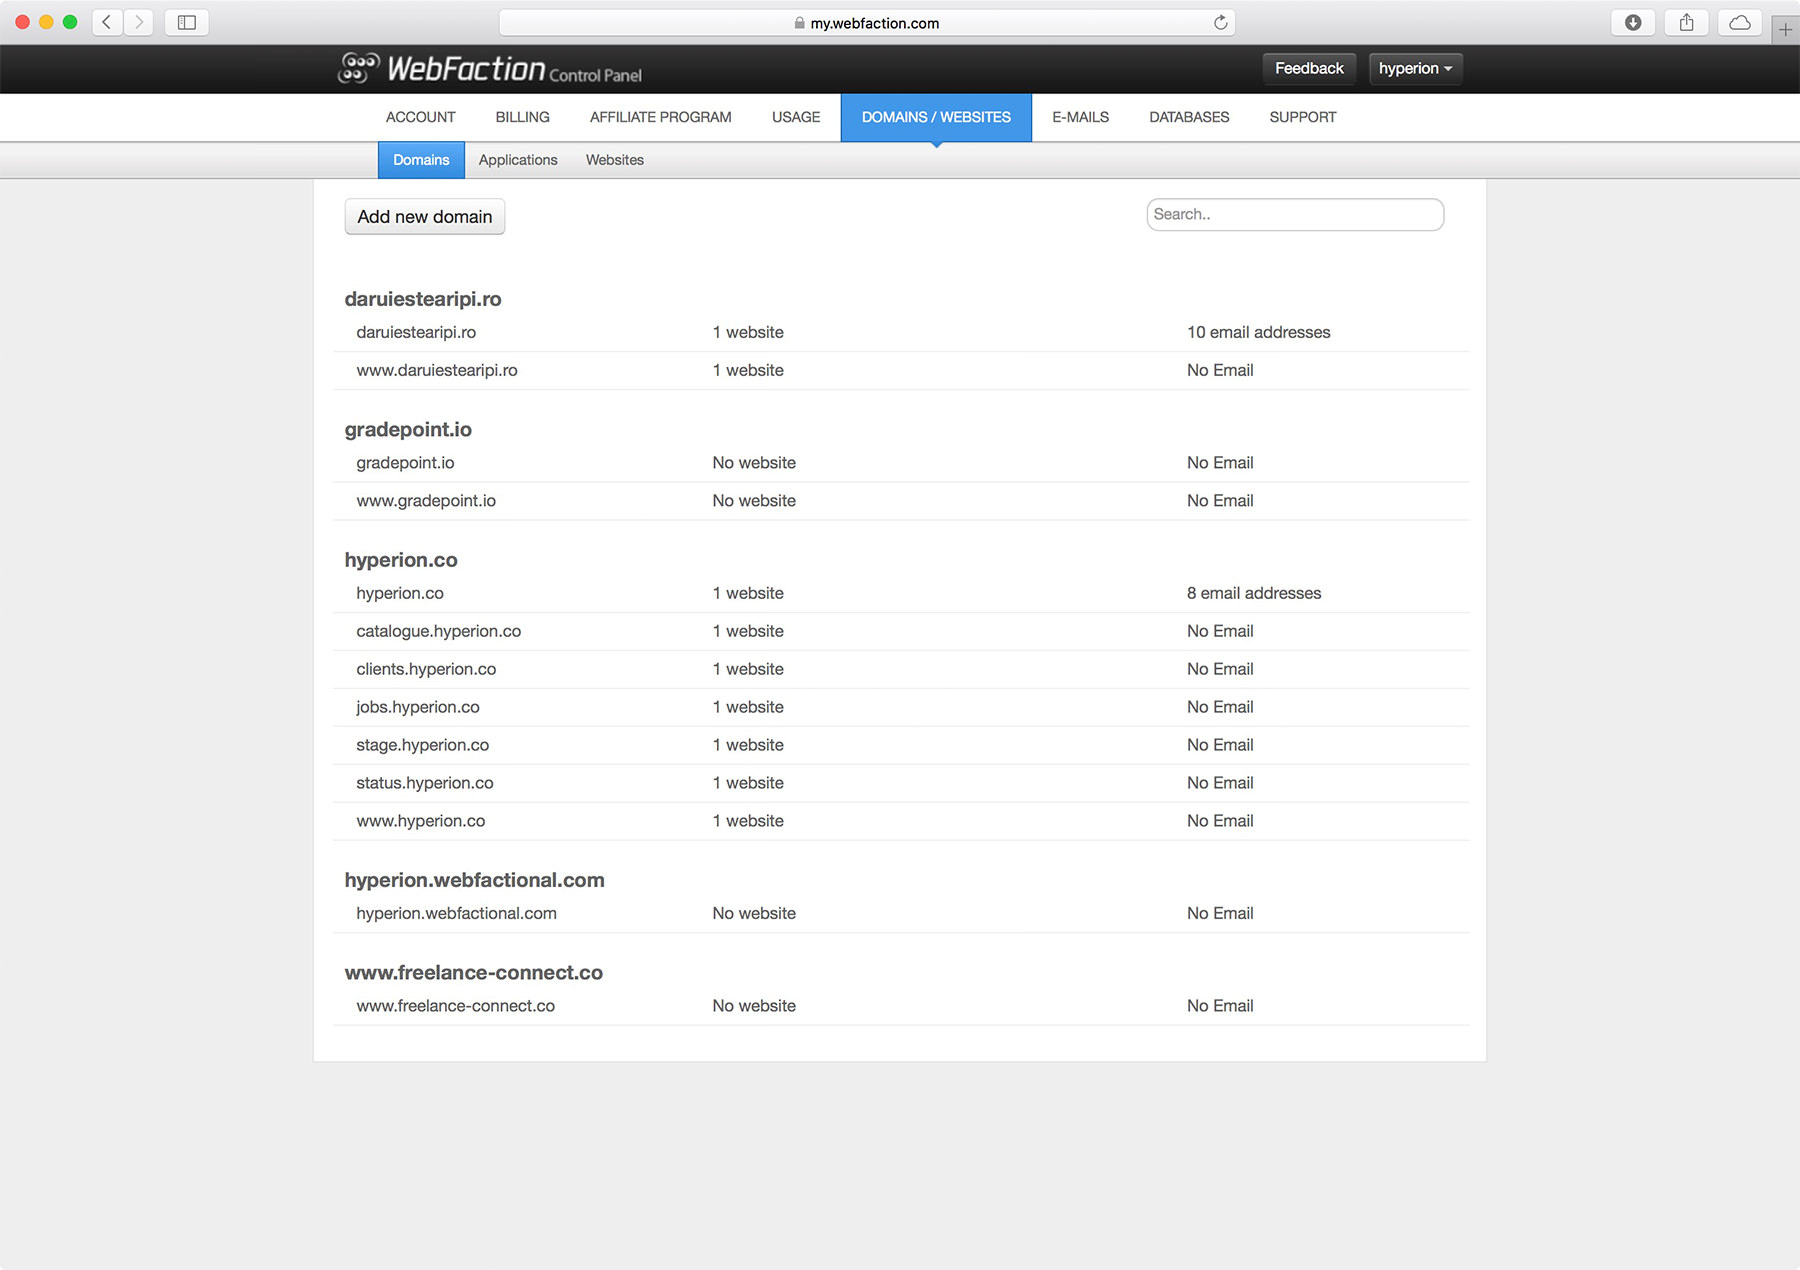 my.webfaction.com
WebFaction Control Panel
Feedback hyperion
ACCOUNT BILLING AFFILIATE PROGRAM USAGE DOMAINS / WEBSITES E-MAILS DATABASES SUPPORT
Domains Applications Websites
Add new domain Search..
daruiestearipi.ro
daruiestearipi.ro 1 website 10 email addresses
www.daruiestearipi.ro 1 website No Email
gradepoint.io
gradepoint.io No website No Email
www.gradepoint.io No website No Email
hyperion.co
hyperion.co 1 website 8 email addresses
catalogue.hyperion.co 1 website No Email
clients.hyperion.co 1 website No Email
jobs.hyperion.co 1 website No Email
stage.hyperion.co 1 website No Email
status.hyperion.co 1 website No Email
www.hyperion.co 1 website No Email
hyperion.webfactional.com
hyperion.webfactional.com No website No Email
www.freelance-connect.co
www.freelance-connect.co No website No Email